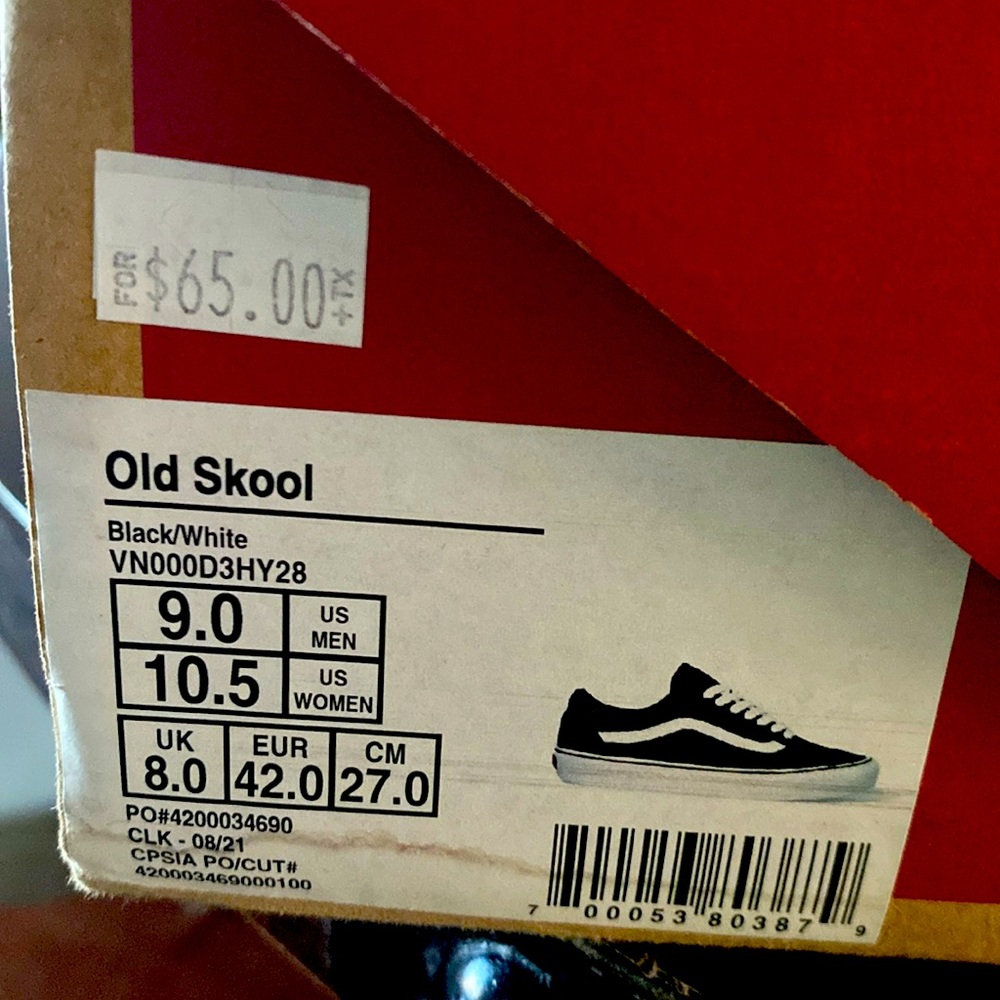 FOR $65.00 +TX
Old Skool
Black/White
VN000D3HY28
9.0 US MEN
10.5 US WOMEN
UK EUR CM
8.0 42.0 27.0
PO#4200034690
CLK - 08/21
CPSIA PO/CUT#
420003469000100
7 00053 80387 9